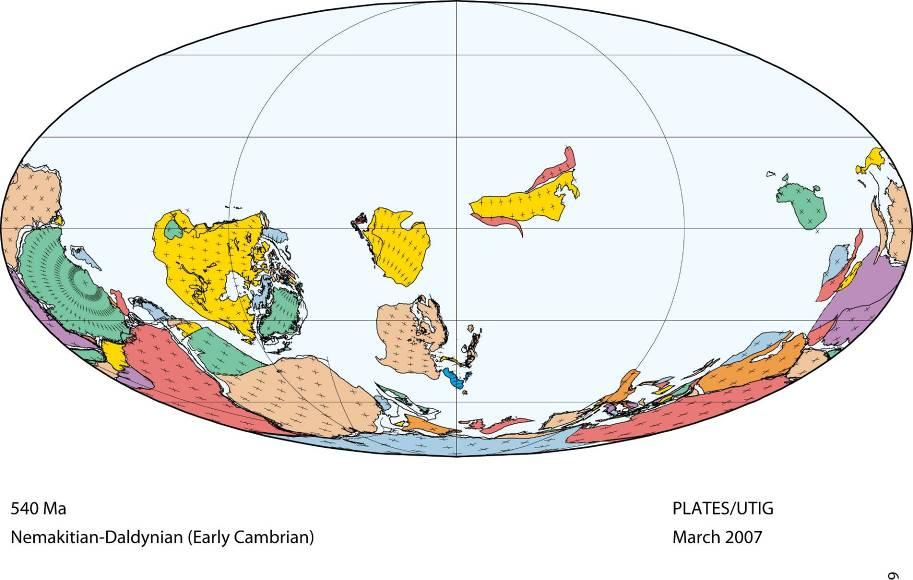 540 Ma
Nemakitian-Daldynian (Early Cambrian)
PLATES/UTIG
March 2007
9